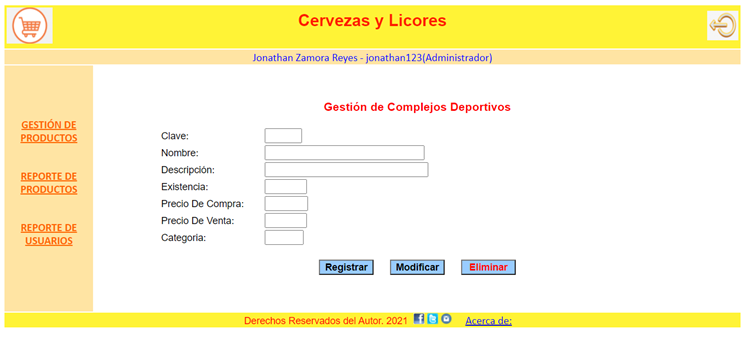 Cervezas y Licores
Jonathan Zamora Reyes - jonathan123(Administrador)
GESTIÓN DE
PRODUCTOS
REPORTE DE
PRODUCTOS
REPORTE DE
USUARIOS
Gestión de Complejos Deportivos
Clave:
Nombre:
Descripción:
Existencia:
Precio De Compra:
Precio De Venta:
Categoria:
Registrar Modificar Eliminar
Derechos Reservados del Autor. 2021 Acerca de: